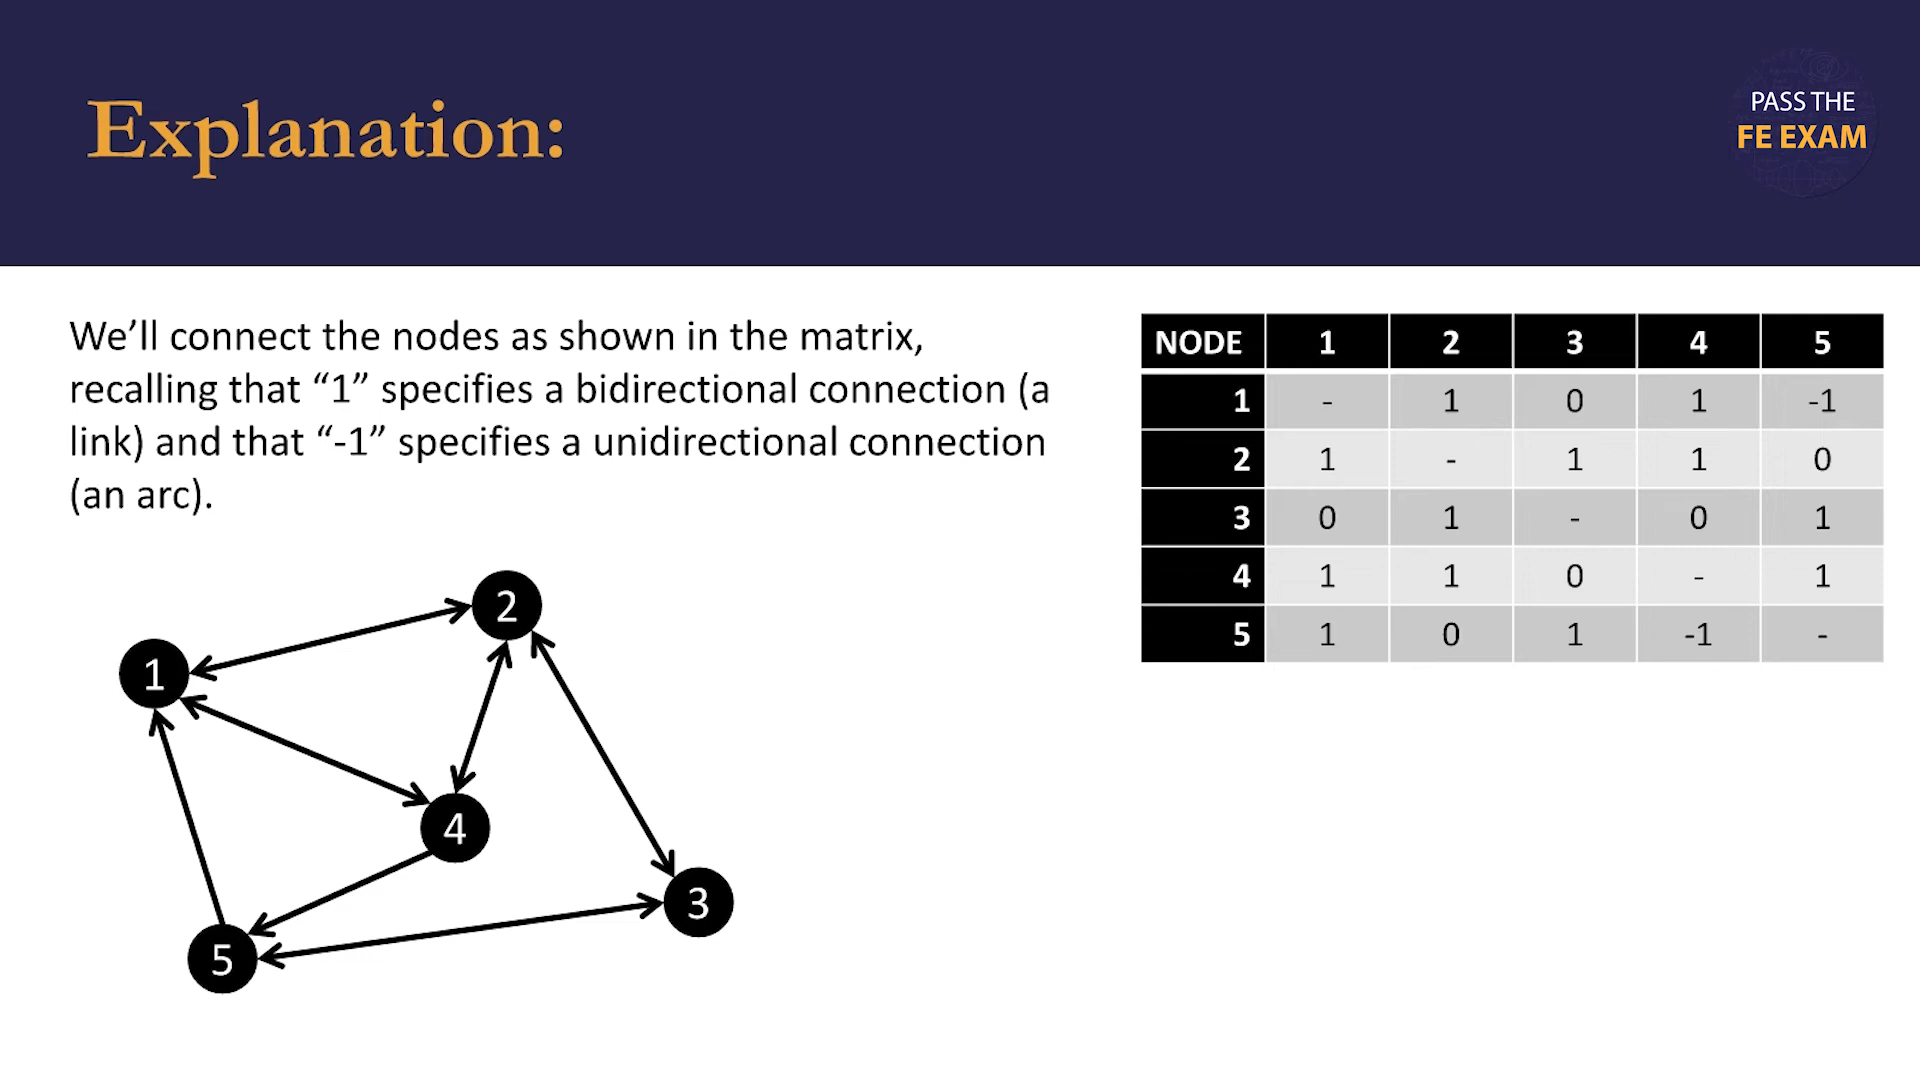 Explanation:
PASS THE
FE EXAM
We’ll connect the nodes as shown in the matrix,
recalling that “1” specifies a bidirectional connection (a
link) and that “-1” specifies a unidirectional connection
(an arc).
NODE 1 2 3 4 5
1 - 1 0 1 -1
2 1 - 1 1 0
3 0 1 - 0 1
4 1 1 0 - 1
5 1 0 1 -1 -
2
1
4
3
5